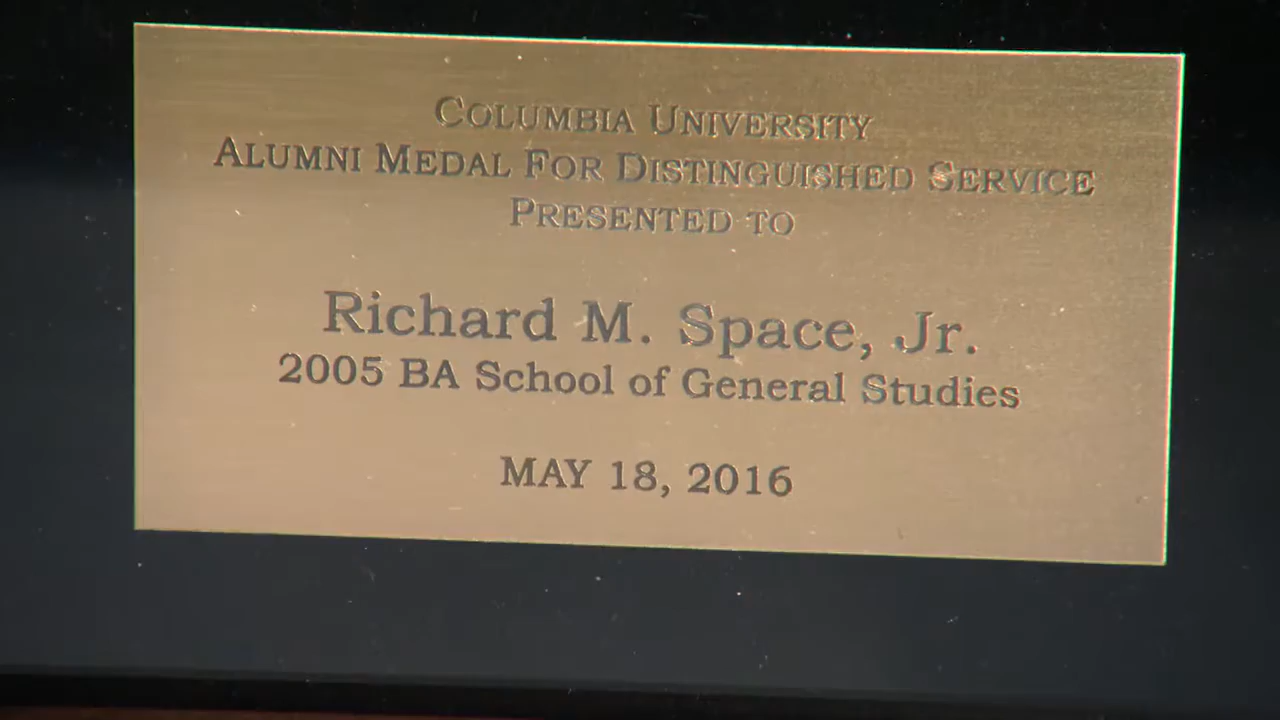 COLUMBIA UNIVERSITY
ALUMNI MEDAL FOR DISTINGUISHED SERVICE
PRESENTED TO
Richard M. Space, Jr.
2005 BA School of General Studies
MAY 18, 2016